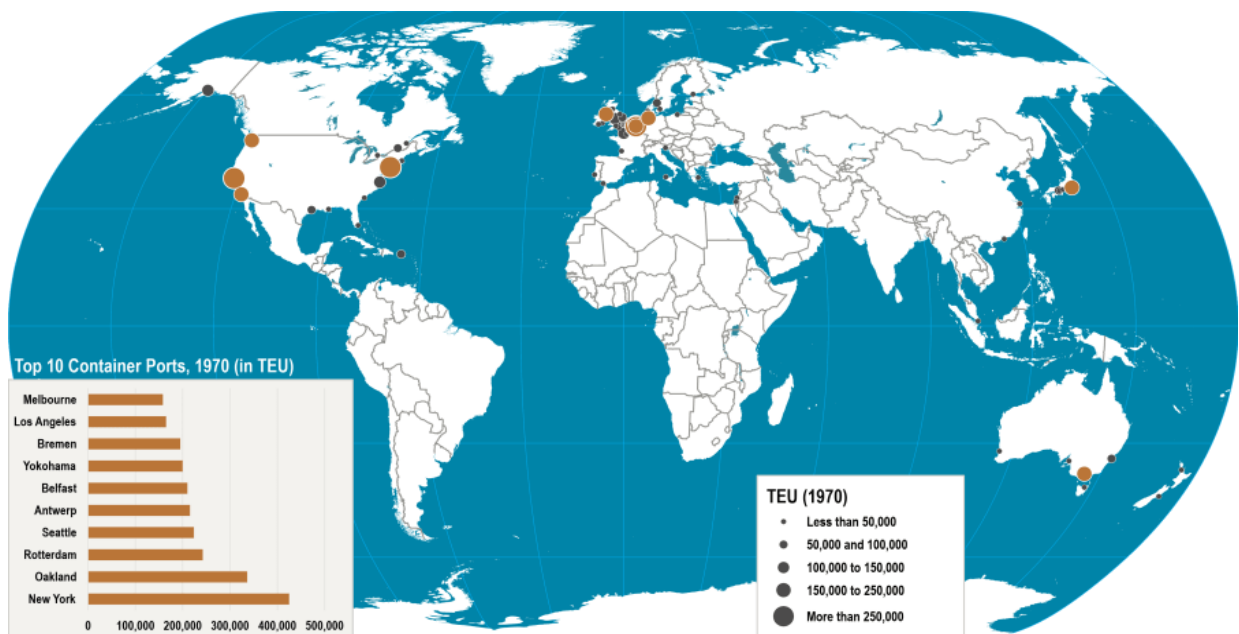 Top 10 Container Ports, 1970 (in TEU)
Melbourne
Los Angeles
Bremen
Yokohama
Belfast
Antwerp
Seattle
Rotterdam
Oakland
New York
0 100,000 200,000 300,000 400,000 500,000
TEU (1970)
Less than 50,000
50,000 and 100,000
100,000 to 150,000
150,000 to 250,000
More than 250,000